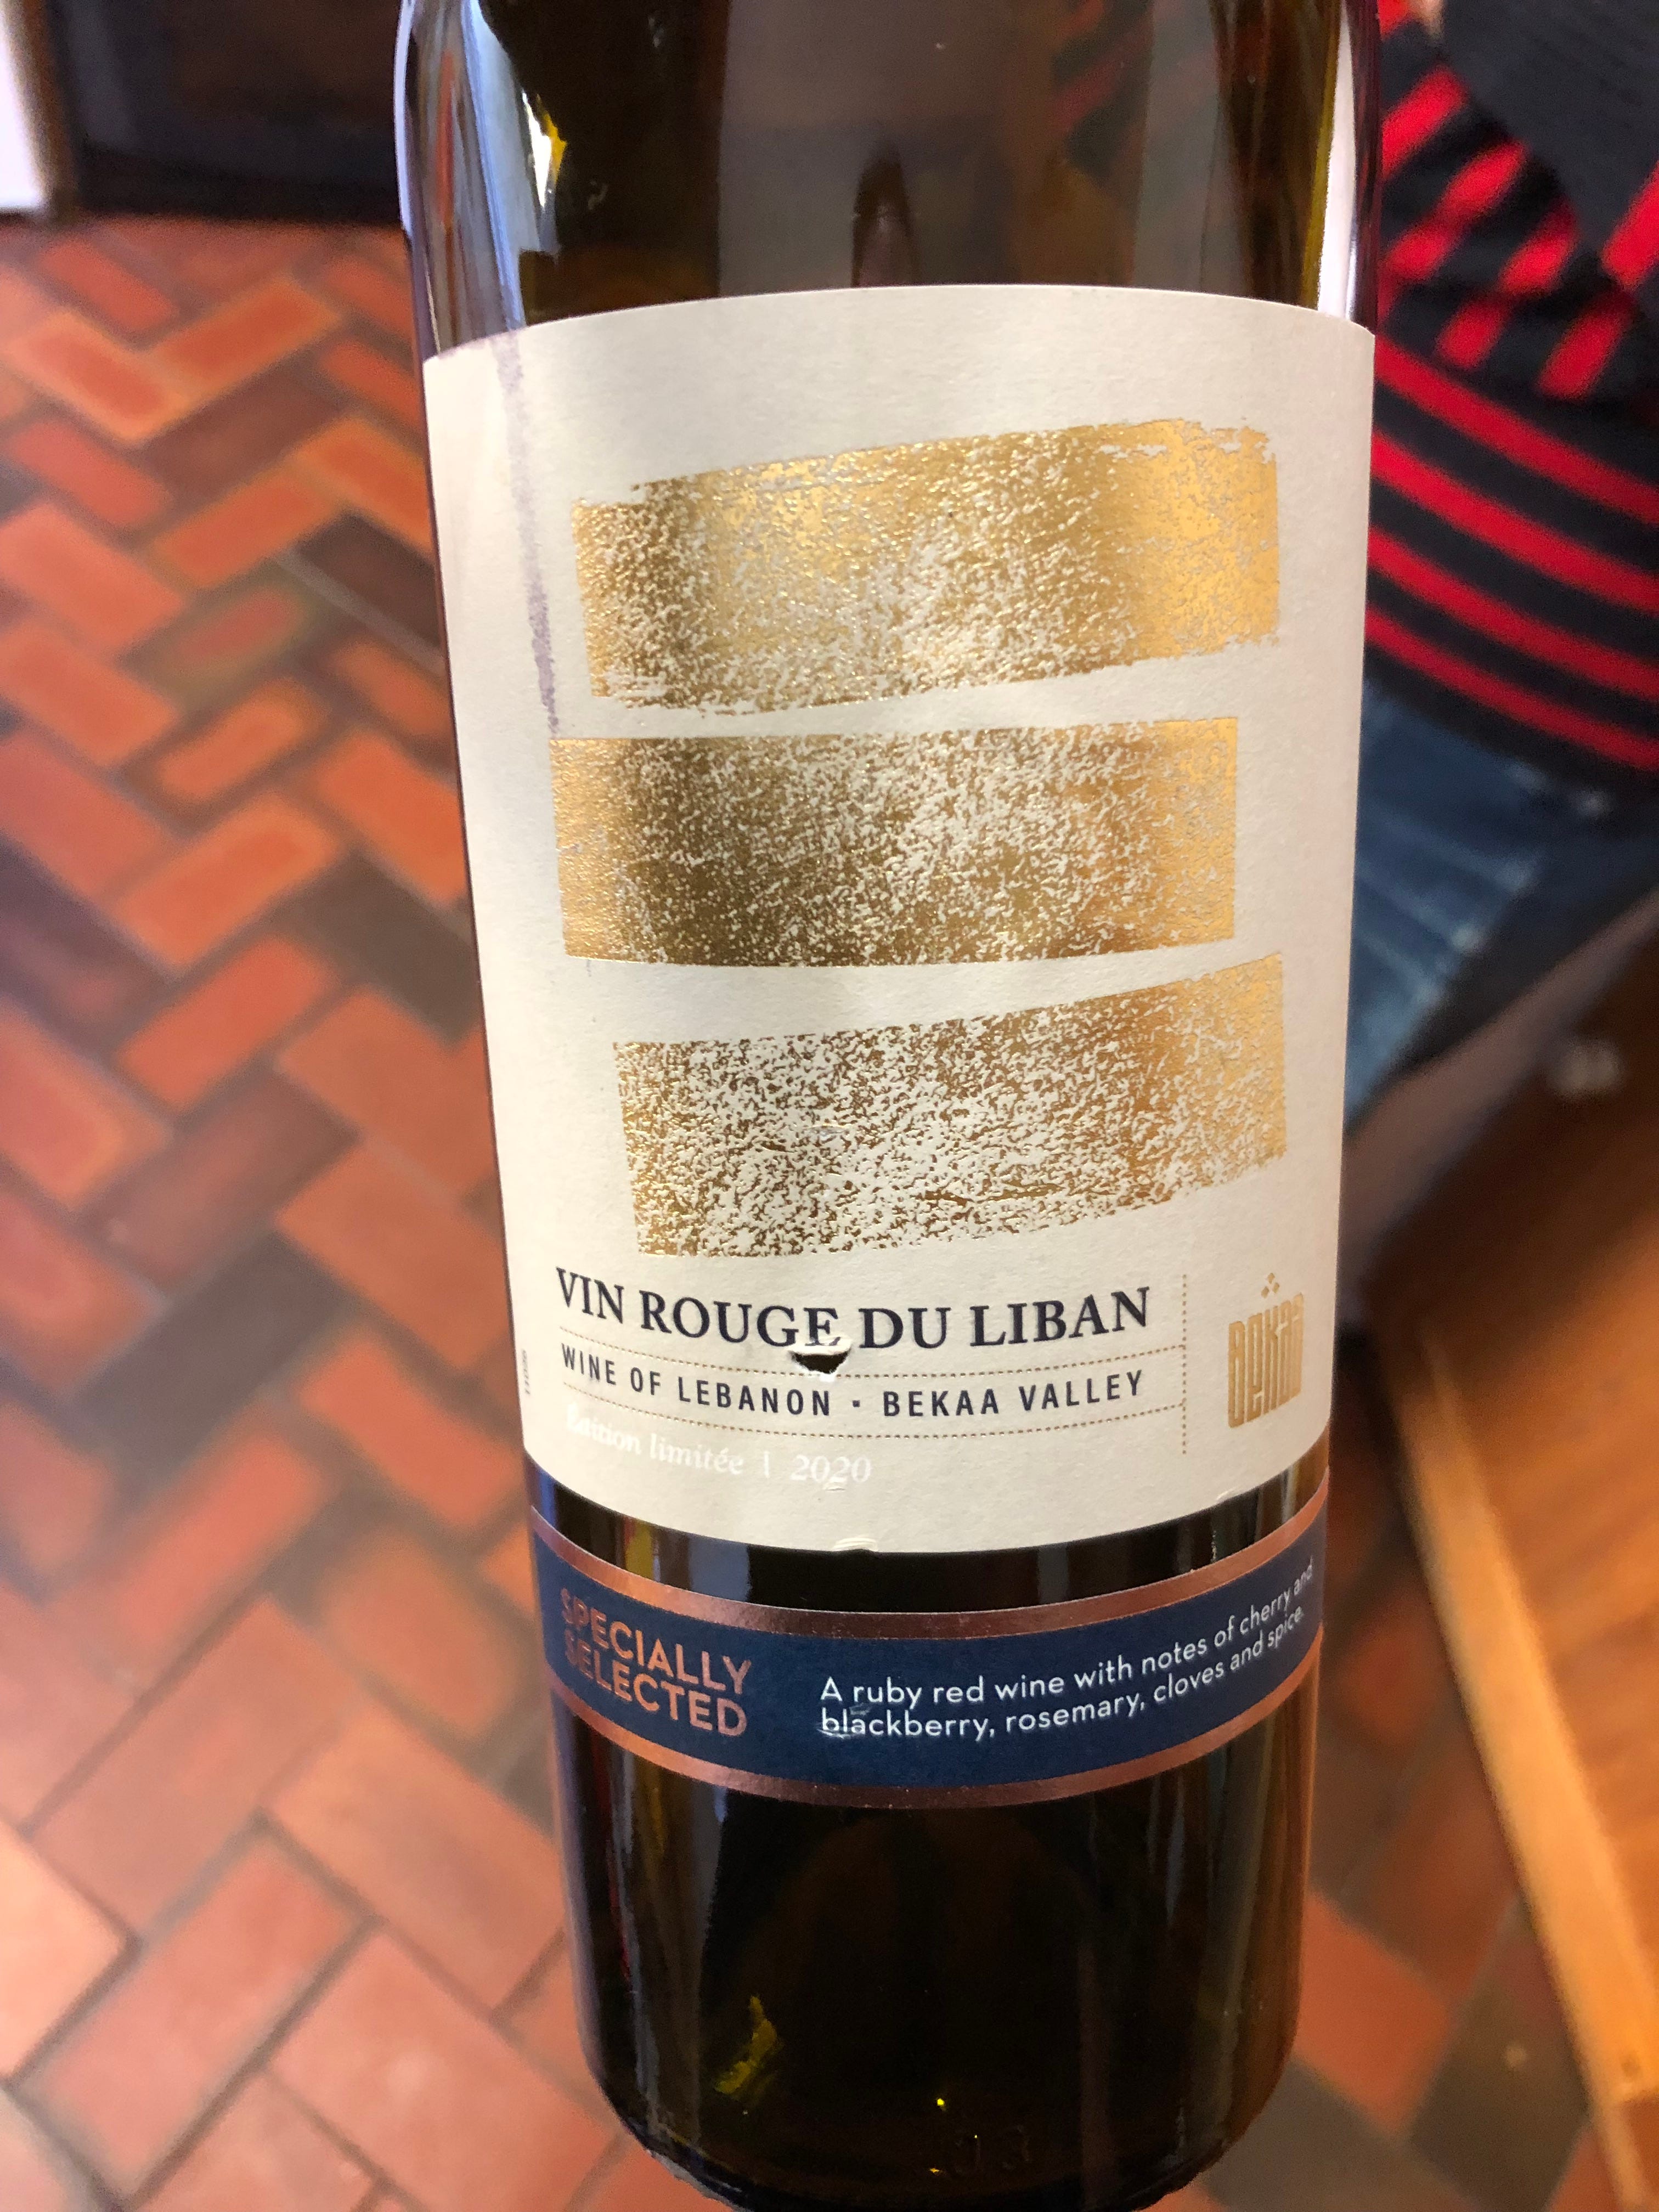 VIN ROUGE DU LIBAN
WINE OF LEBANON · BEKAA VALLEY
Édition limitée | 2020
BEKAA
SPECIALLY
SELECTED
A ruby red wine with notes of cherry and
blackberry, rosemary, cloves and spice.